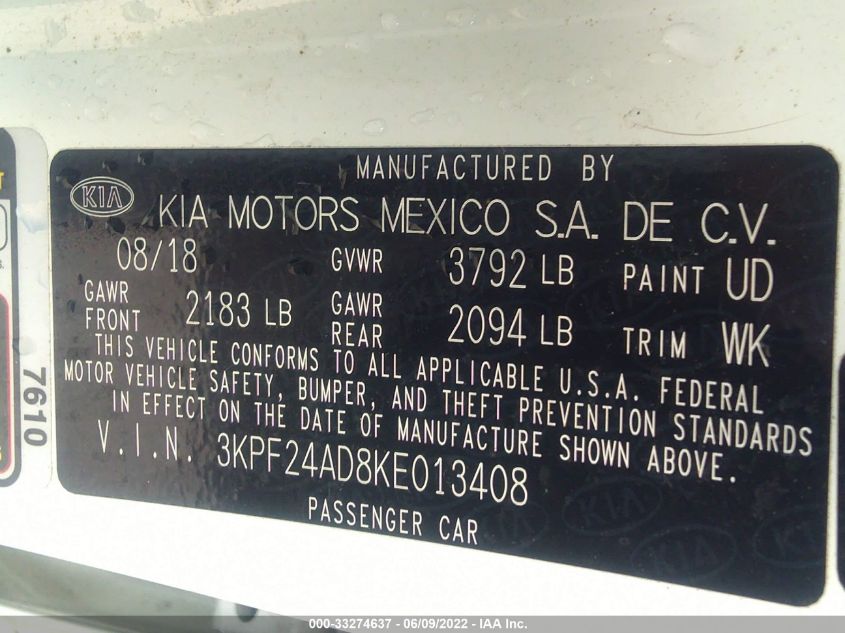 MANUFACTURED BY
KIA
KIA MOTORS MEXICO S.A. DE C.V.
08/18 GVWR 3792 LB PAINT UD
GAWR FRONT 2183 LB GAWR REAR 2094 LB TRIM WK
THIS VEHICLE CONFORMS TO ALL APPLICABLE U.S.A. FEDERAL
MOTOR VEHICLE SAFETY, BUMPER, AND THEFT PREVENTION STANDARDS
IN EFFECT ON THE DATE OF MANUFACTURE SHOWN ABOVE.
V.I.N. 3KPF24AD8KE013408
PASSENGER CAR
7610
000-33274637 - 06/09/2022 - IAA Inc.